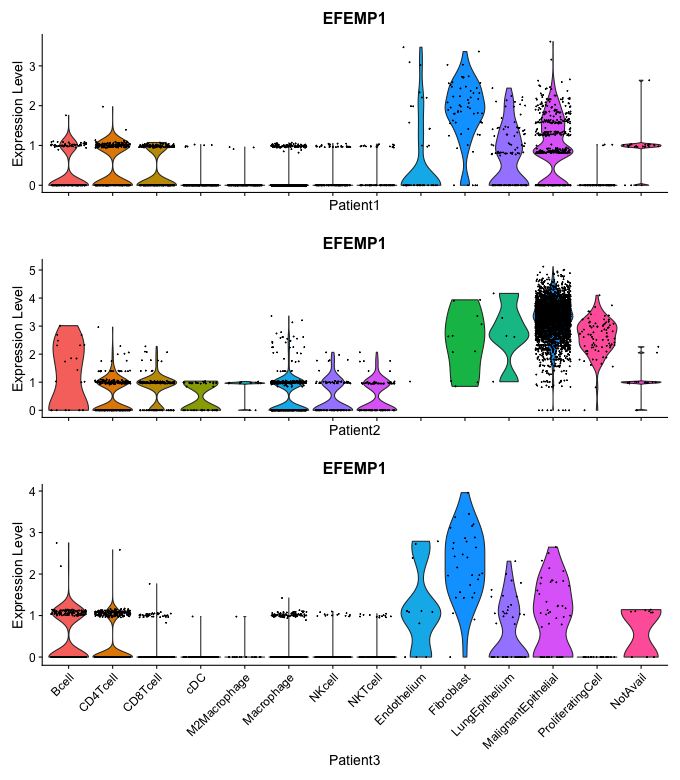 EFEMP1
Expression Level
3
2
1
0
Patient1
EFEMP1
Expression Level
5
4
3
2
1
0
Patient2
EFEMP1
Expression Level
4
3
2
1
0
Bcell
CD4Tcell
CD8Tcell
cDC
M2Macrophage
Macrophage
NKcell
NKTcell
Endothelium
Fibroblast
LungEpithelium
MalignantEpithelial
ProliferatingCell
NotAvail
Patient3